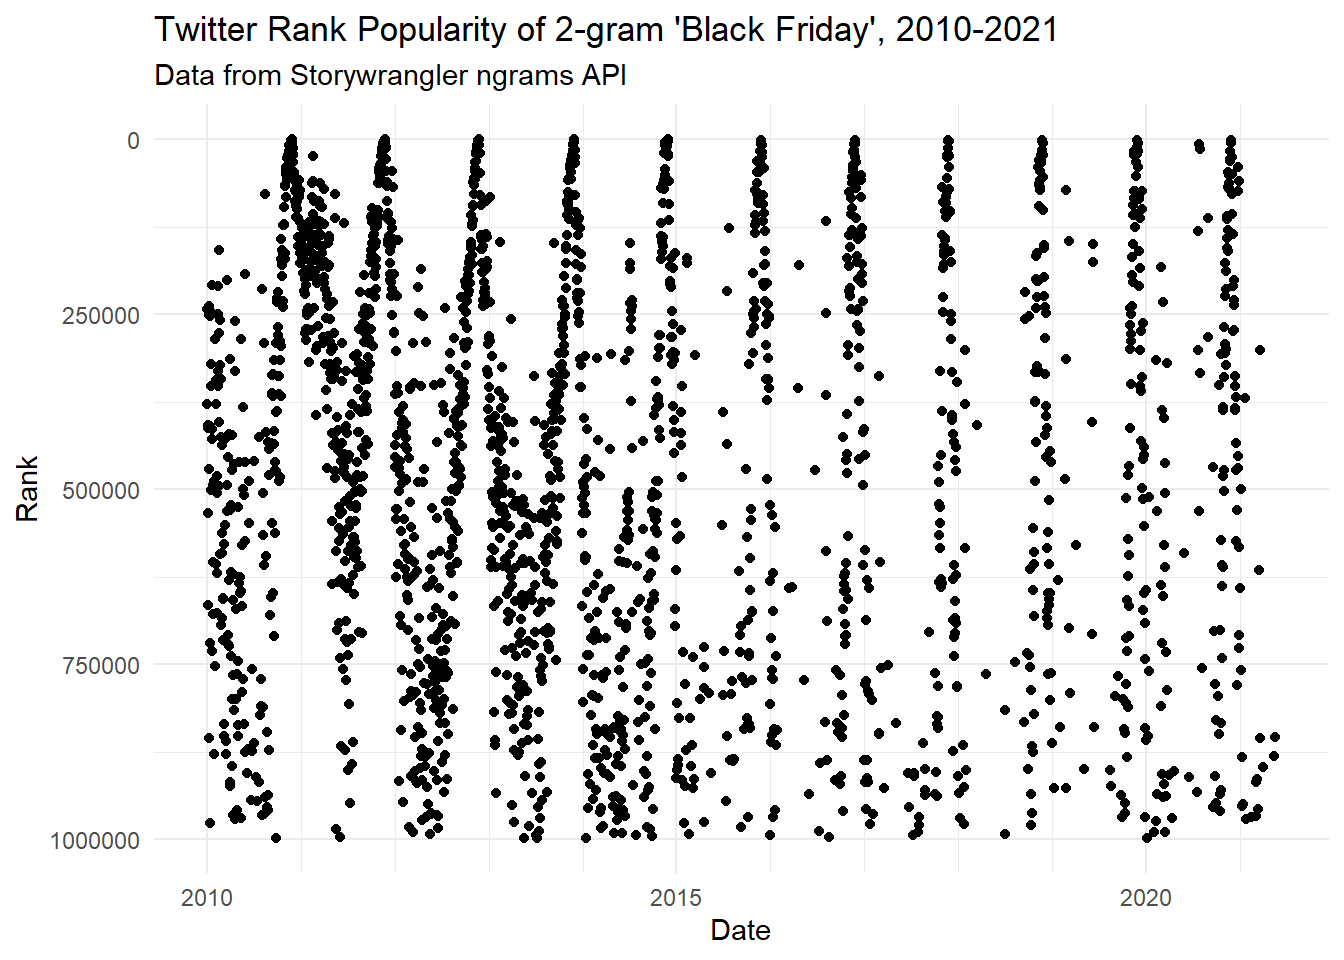 Twitter Rank Popularity of 2-gram 'Black Friday', 2010-2021
Data from Storywrangler ngrams API
0
250000
500000
750000
1000000
Rank
2010
2015
2020
Date